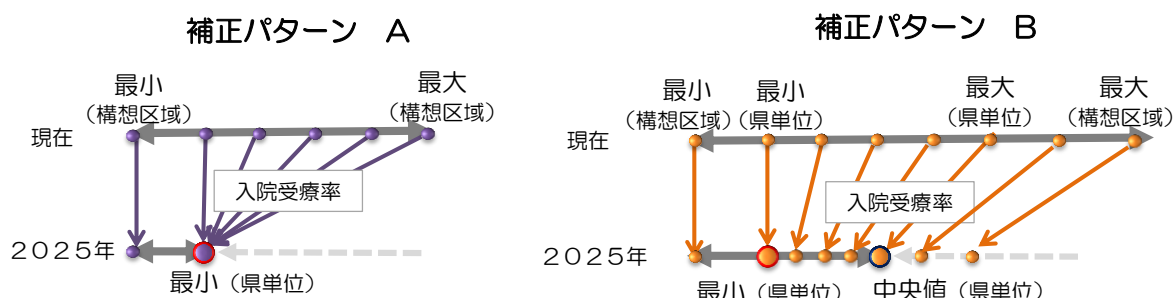 補正パターン A
最小
(構想区域)
最大
(構想区域)
現在
入院受療率
2025年
最小(県単位)
補正パターン B
最小
(構想区域)
最小
(県単位)
最大
(県単位)
最大
(構想区域)
現在
入院受療率
2025年
最小(県単位)
中央値(県単位)